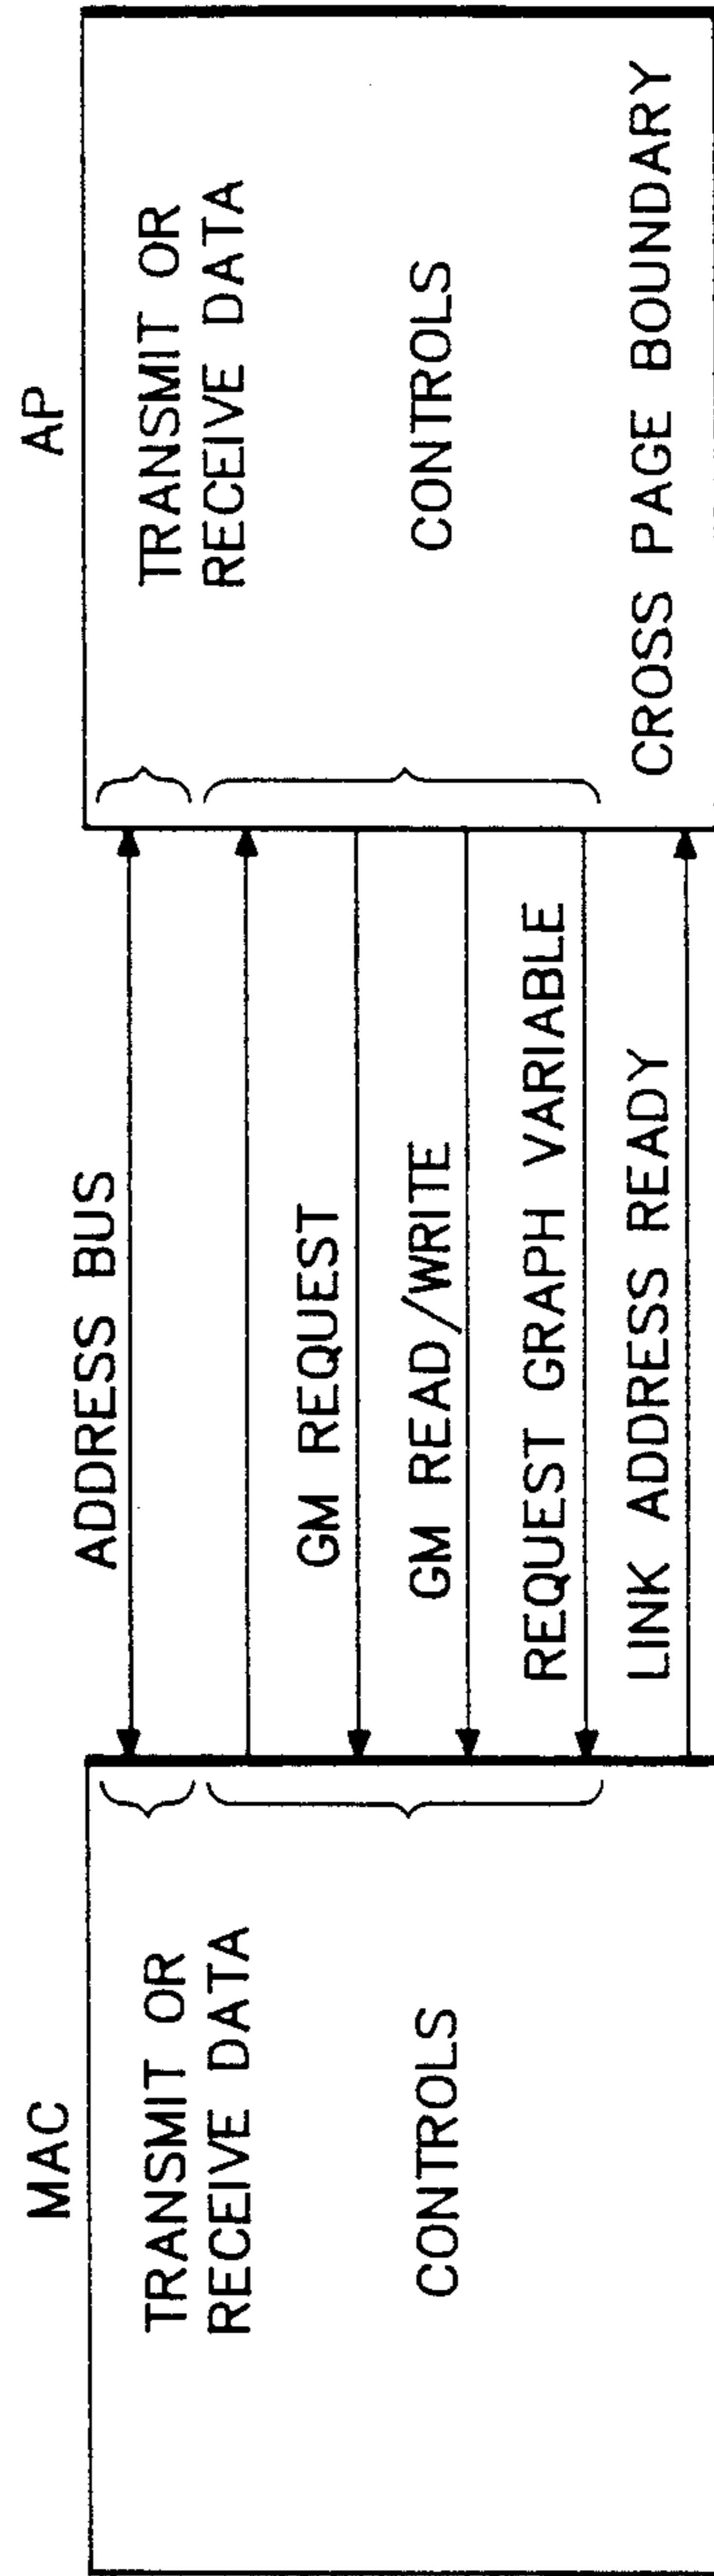 MAC
TRANSMIT OR
RECEIVE DATA
CONTROLS
ADDRESS BUS
GM REQUEST
GM READ/WRITE
REQUEST GRAPH VARIABLE
LINK ADDRESS READY
AP
TRANSMIT OR
RECEIVE DATA
CONTROLS
CROSS PAGE BOUNDARY